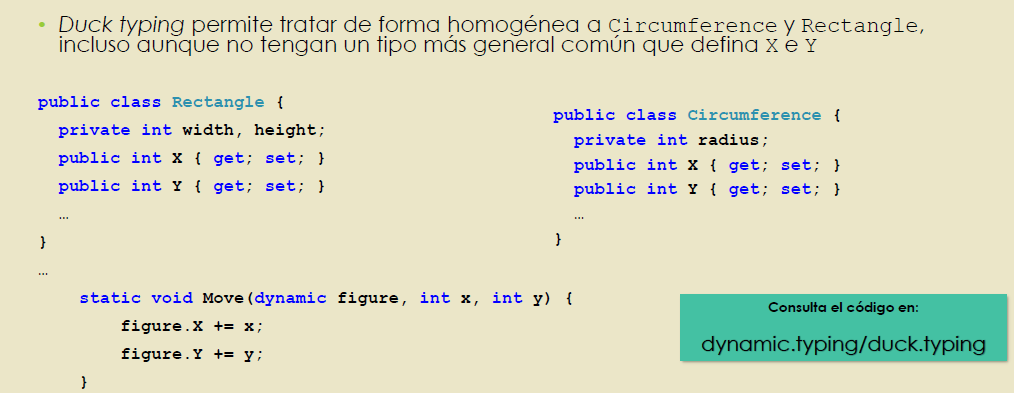 • Duck typing permite tratar de forma homogénea a Circumference y Rectangle,
incluso aunque no tengan un tipo más general común que defina X e Y
public class Rectangle {
private int width, height;
public int X { get; set; }
public int Y { get; set; }
…
}
…
public class Circumference {
private int radius;
public int X { get; set; }
public int Y { get; set; }
…
}
static void Move(dynamic figure, int x, int y) {
figure.X += x;
figure.Y += y;
}
Consulta el código en:
dynamic.typing/duck.typing